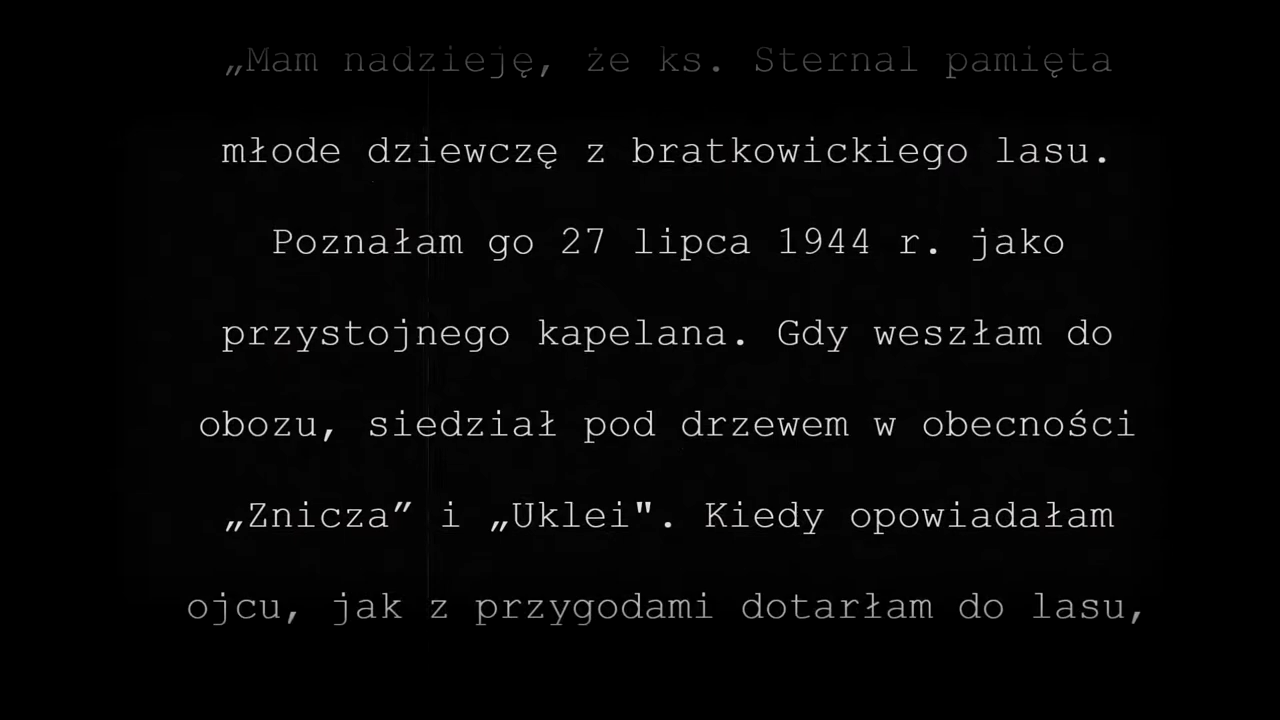 „Mam nadzieję, że ks. Sternal pamięta
młode dziewczę z bratkowickiego lasu.
Poznałam go 27 lipca 1944 r. jako
przystojnego kapelana. Gdy weszłam do
obozu, siedział pod drzewem w obecności
„Znicza” i „Uklei". Kiedy opowiadałam
ojcu, jak z przygodami dotarłam do lasu,